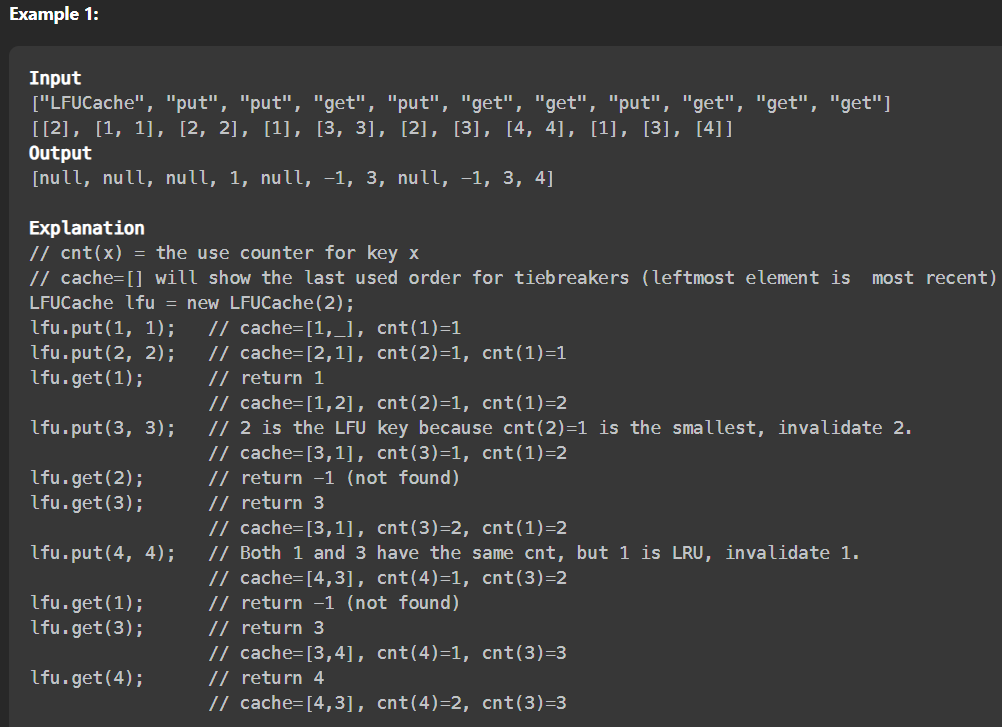 Example 1:
Input
["LFUCache", "put", "put", "get", "put", "get", "get", "put", "get", "get", "get"]
[[2], [1, 1], [2, 2], [1], [3, 3], [2], [3], [4, 4], [1], [3], [4]]
Output
[null, null, null, 1, null, -1, 3, null, -1, 3, 4]
Explanation
// cnt(x) = the use counter for key x
// cache=[] will show the last used order for tiebreakers (leftmost element is  most recent)
LFUCache lfu = new LFUCache(2);
lfu.put(1, 1);   // cache=[1,_], cnt(1)=1
lfu.put(2, 2);   // cache=[2,1], cnt(2)=1, cnt(1)=1
lfu.get(1);      // return 1
                 // cache=[1,2], cnt(2)=1, cnt(1)=2
lfu.put(3, 3);   // 2 is the LFU key because cnt(2)=1 is the smallest, invalidate 2.
                 // cache=[3,1], cnt(3)=1, cnt(1)=2
lfu.get(2);      // return -1 (not found)
lfu.get(3);      // return 3
                 // cache=[3,1], cnt(3)=2, cnt(1)=2
lfu.put(4, 4);   // Both 1 and 3 have the same cnt, but 1 is LRU, invalidate 1.
                 // cache=[4,3], cnt(4)=1, cnt(3)=2
lfu.get(1);      // return -1 (not found)
lfu.get(3);      // return 3
                 // cache=[3,4], cnt(4)=1, cnt(3)=3
lfu.get(4);      // return 4
                 // cache=[4,3], cnt(4)=2, cnt(3)=3